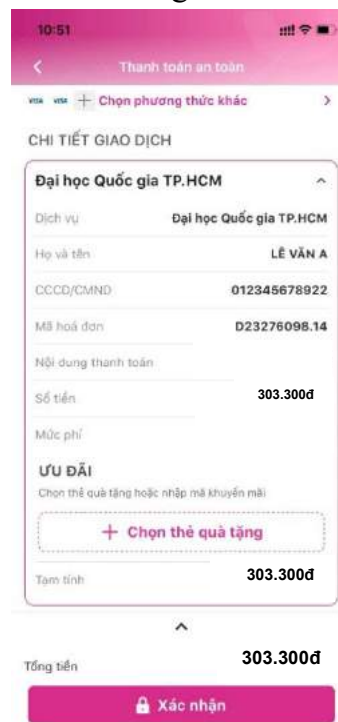 10:51
Thanh toán an toàn
VISA VISA + Chọn phương thức khác
CHI TIẾT GIAO DỊCH
Đại học Quốc gia TP.HCM
Dịch vụ Đại học Quốc gia TP.HCM
Họ và tên LÊ VĂN A
CCCD/CMND 012345678922
Mã hoá đơn D23276098.14
Nội dung thanh toán
Số tiền 303.300đ
Mức phí
ƯU ĐÃI
Chọn thẻ quà tặng hoặc nhập mã khuyến mãi
+ Chọn thẻ quà tặng
Tạm tính 303.300đ
Tổng tiền 303.300đ
Xác nhận